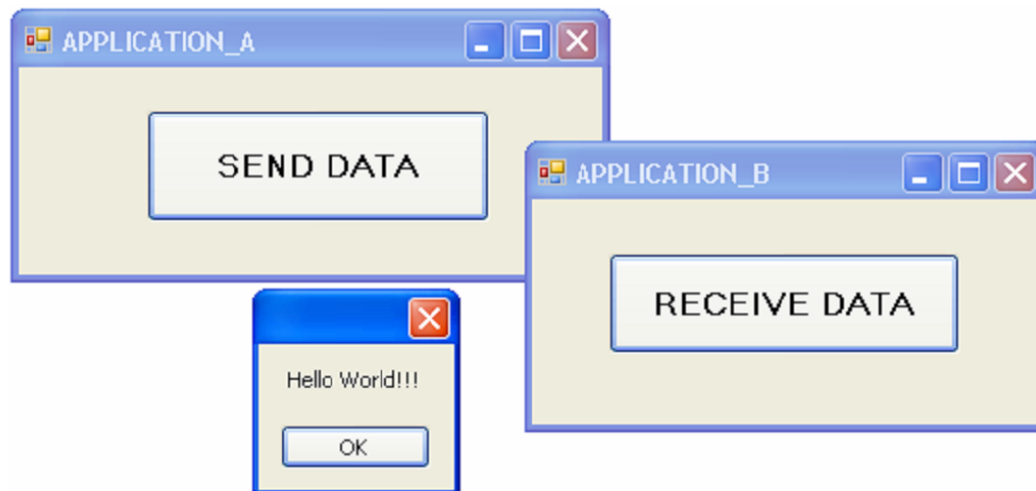 APPLICATION_A
SEND DATA
APPLICATION_B
RECEIVE DATA
Hello World!!!
OK